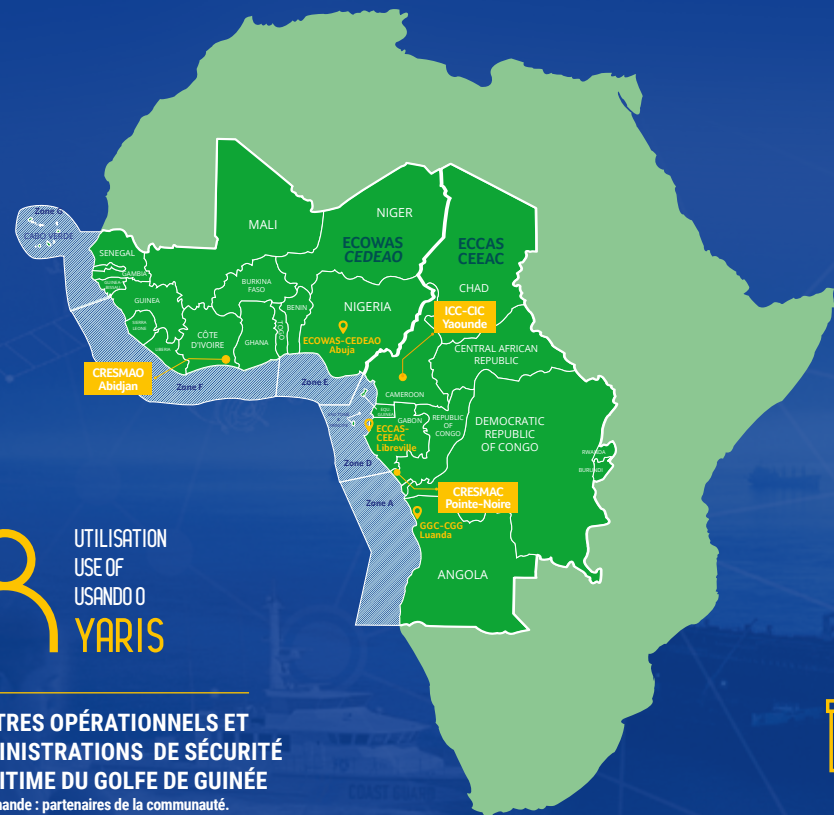 Zone G
CABO VERDE
SENEGAL
GAMBIA
GUINEA
BISSAU
GUINEA
SIERRA
LEONE
LIBERIA
MALI
BURKINA
FASO
CÔTE
D'IVOIRE
GHANA
TOGO
BENIN
NIGER
ECOWAS
CEDEAO
NIGERIA
ECOWAS-CEDEAO
Abuja
ECCAS
CEEAC
CHAD
ICC-CIC
Yaounde
CENTRAL AFRICAN
REPUBLIC
CAMEROON
EQU.
GUINEA
GABON
REPUBLIC
OF
CONGO
DEMOCRATIC
REPUBLIC
OF CONGO
RWANDA
BURUNDI
CRESMAO
Abidjan
Zone F
Zone E
ECCAS-
CEEAC
Libreville
Zone D
CRESMAC
Pointe-Noire
Zone A
GGC-CGG
Luanda
ANGOLA
UTILISATION
USE OF
USANDO O
YARIS
TRES OPÉRATIONNELS ET
INISTRATIONS DE SÉCURITÉ
ITIME DU GOLFE DE GUINÉE
ande : partenaires de la communauté.
COAST GUARD